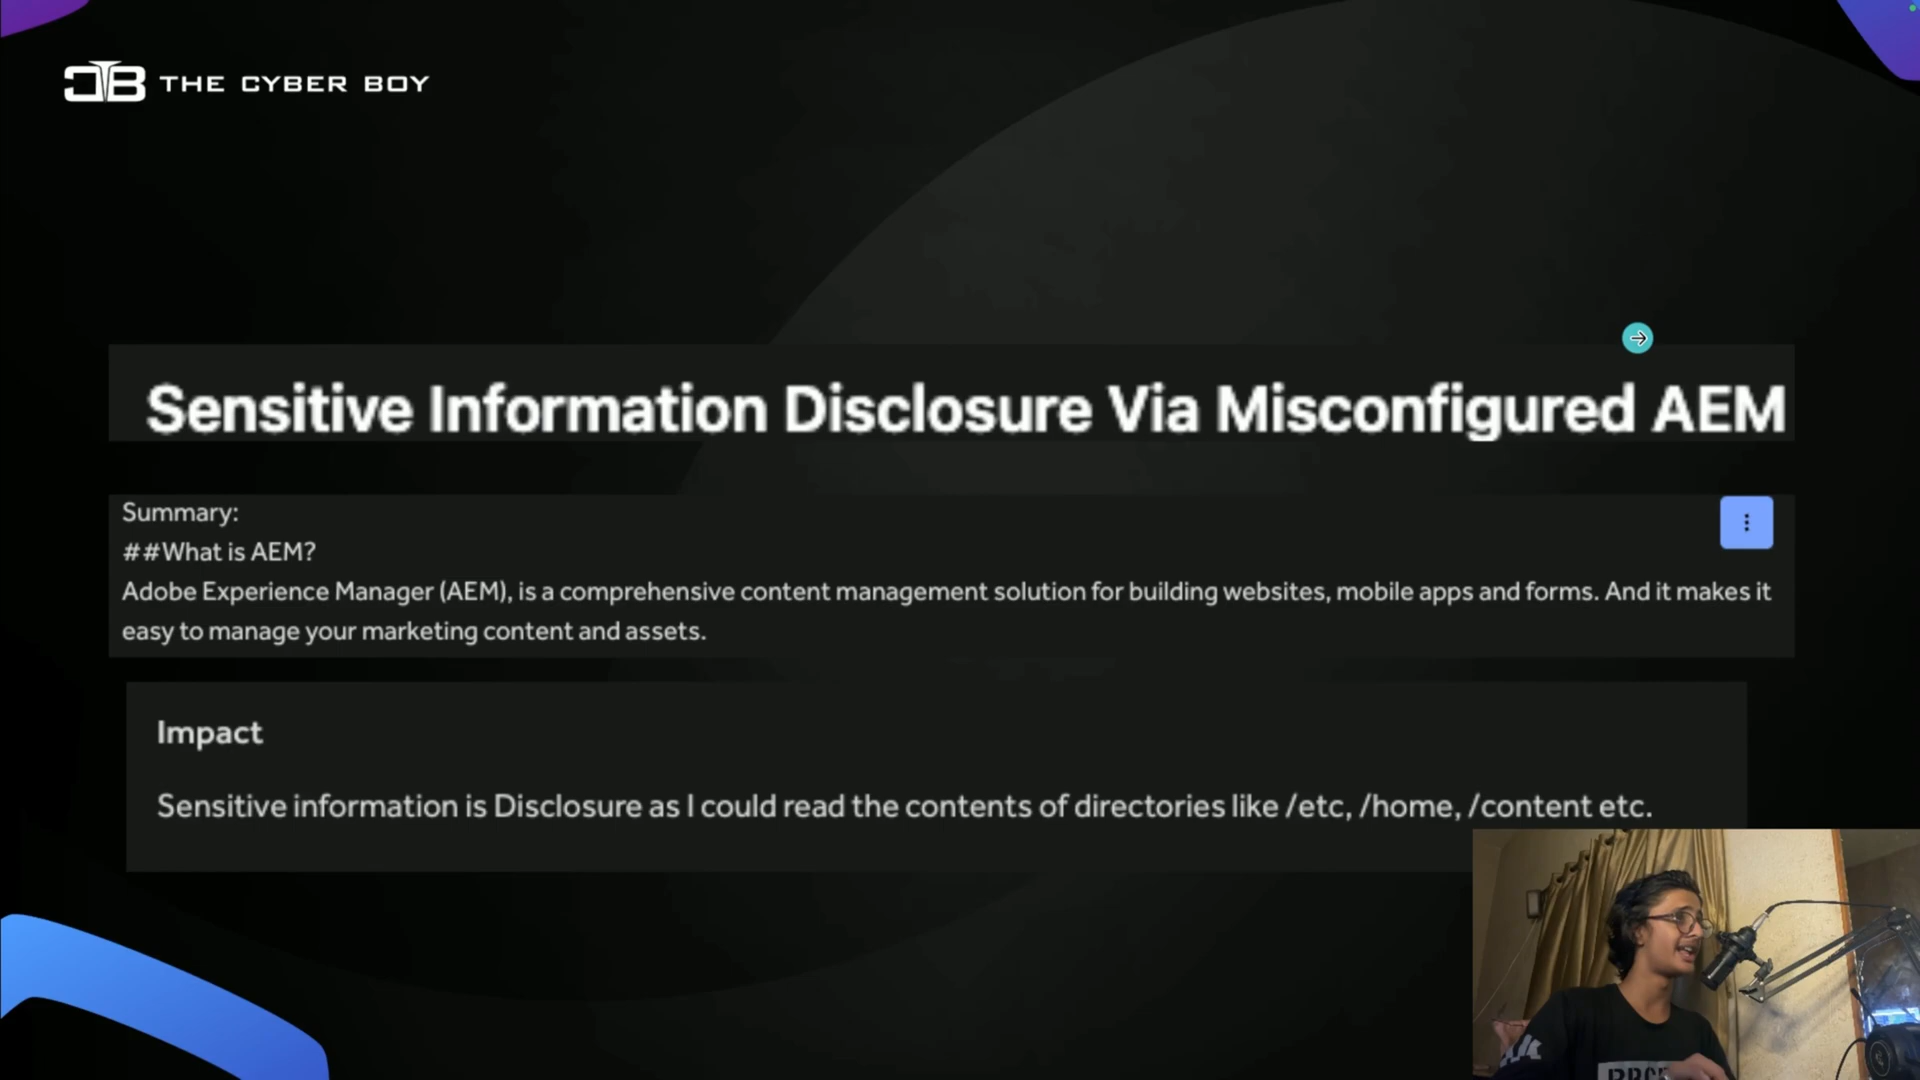 THE CYBER BOY
Sensitive Information Disclosure Via Misconfigured AEM
Summary:
##What is AEM?
Adobe Experience Manager (AEM), is a comprehensive content management solution for building websites, mobile apps and forms. And it makes it
easy to manage your marketing content and assets.
Impact
Sensitive information is Disclosure as I could read the contents of directories like /etc, /home, /content etc.